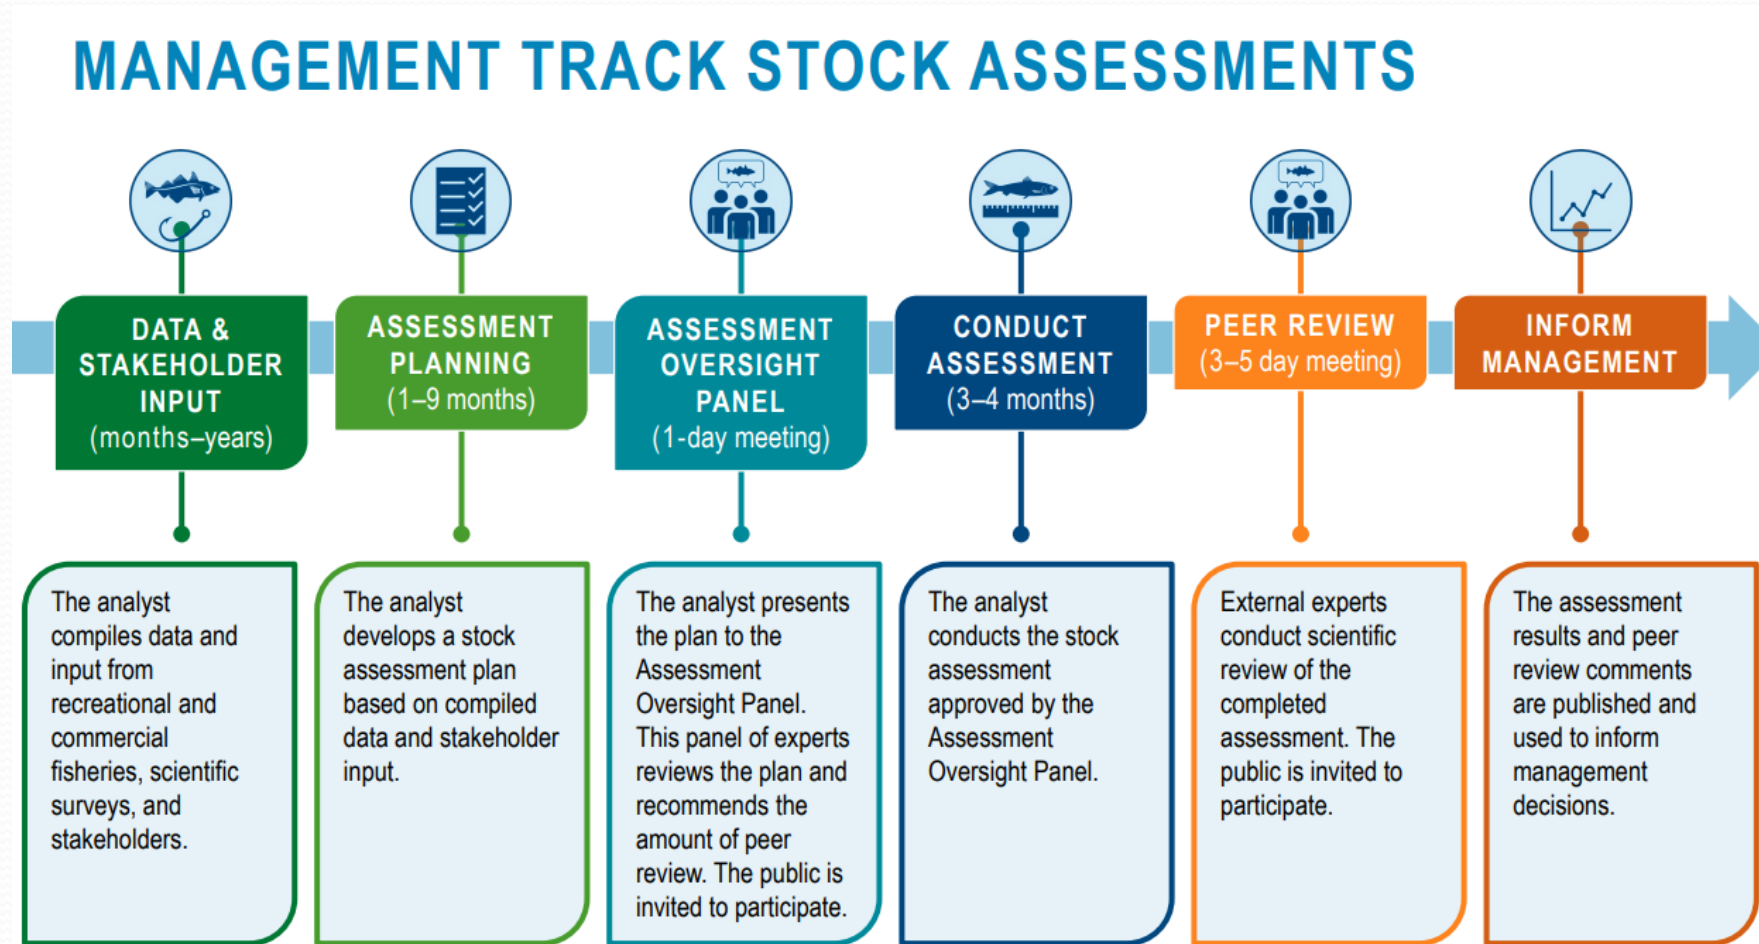 MANAGEMENT TRACK STOCK ASSESSMENTS
DATA &
STAKEHOLDER
INPUT
(months–years)
ASSESSMENT
PLANNING
(1–9 months)
ASSESSMENT
OVERSIGHT
PANEL
(1-day meeting)
CONDUCT
ASSESSMENT
(3–4 months)
PEER REVIEW
(3–5 day meeting)
INFORM
MANAGEMENT
The analyst
compiles data and
input from
recreational and
commercial
fisheries, scientific
surveys, and
stakeholders.
The analyst
develops a stock
assessment plan
based on compiled
data and stakeholder
input.
The analyst presents
the plan to the
Assessment
Oversight Panel.
This panel of experts
reviews the plan and
recommends the
amount of peer
review. The public is
invited to participate.
The analyst
conducts the stock
assessment
approved by the
Assessment
Oversight Panel.
External experts
conduct scientific
review of the
completed
assessment. The
public is invited to
participate.
The assessment
results and peer
review comments
are published and
used to inform
management
decisions.